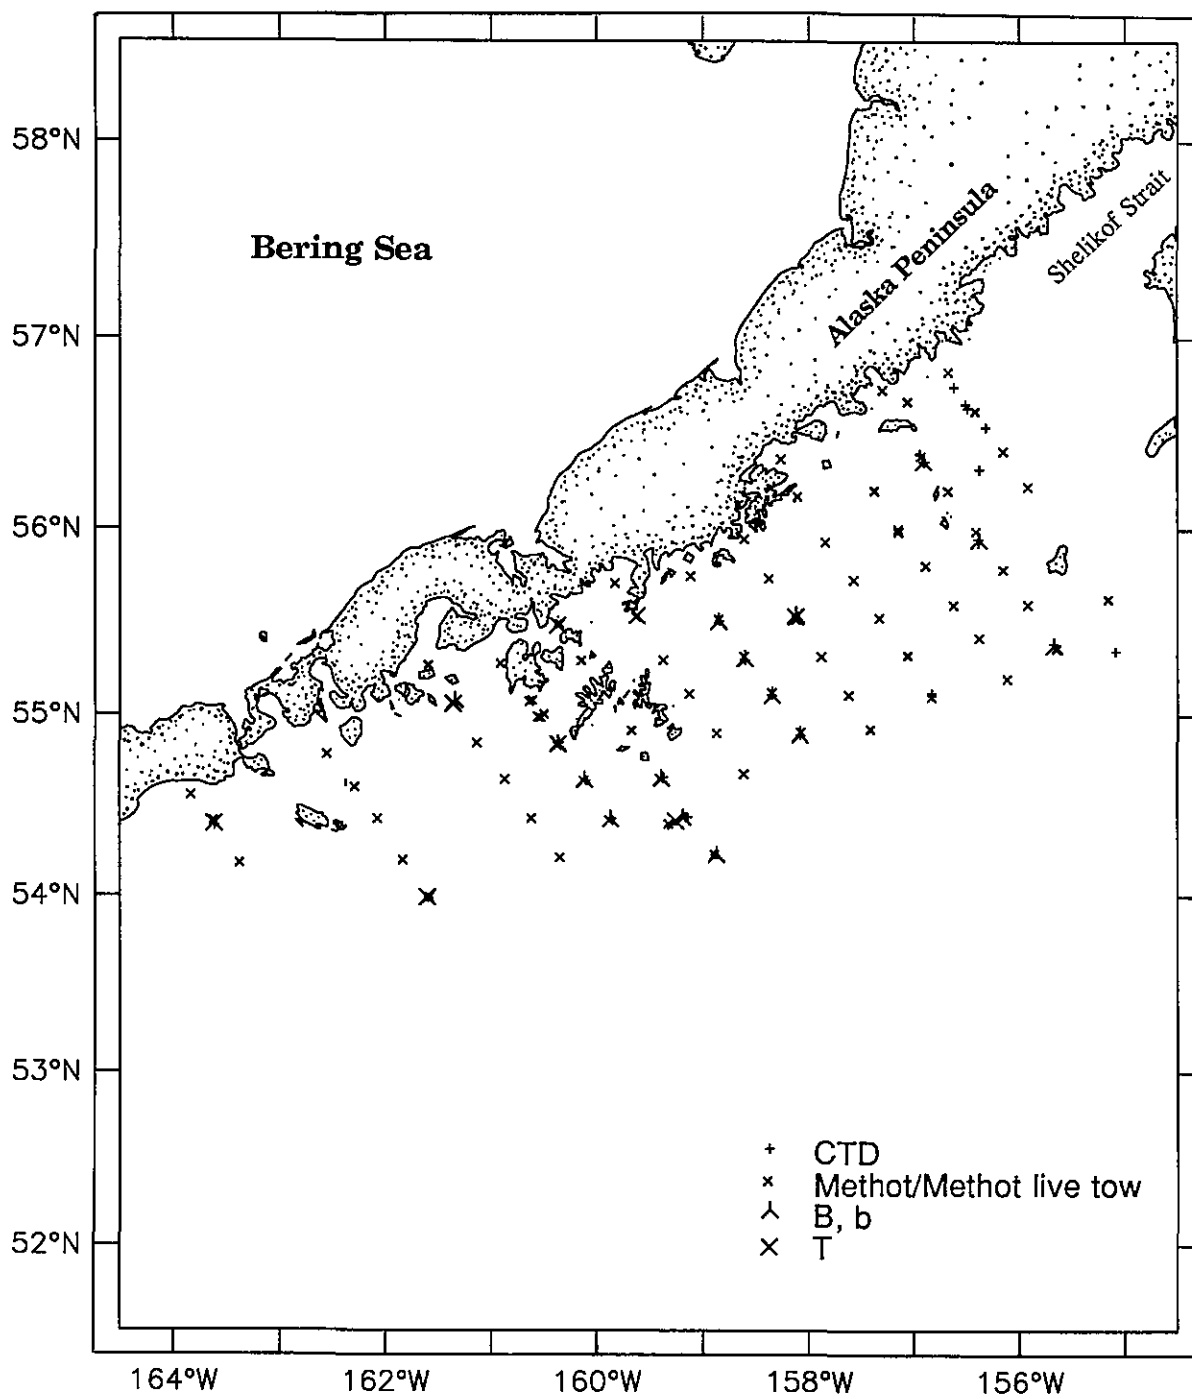 58°N
Bering Sea
Alaska Peninsula
Shelikof Strait
57°N
56°N
55°N
54°N
53°N
52°N
CTD
Methot/Methot live tow
B, b
T
164°W
162°W
160°W
158°W
156°W